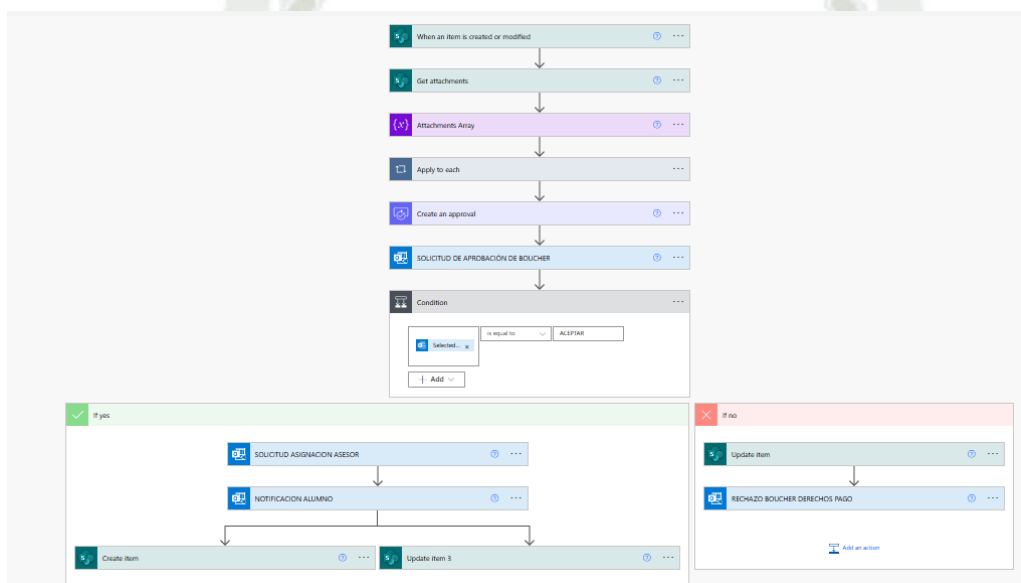 When an item is created or modified
Get attachments
{x} Attachments Array
Apply to each
Create an approval
SOLICITUD DE APROBACIÓN DE BOUCHER
Condition
Selected... x is equal to ACEPTAR
+ Add
If yes
SOLICITUD ASIGNACION ASESOR
NOTIFICACION ALUMNO
Create item
Update item 3
If no
Update item
RECHAZO BOUCHER DERECHOS PAGO
Add an action